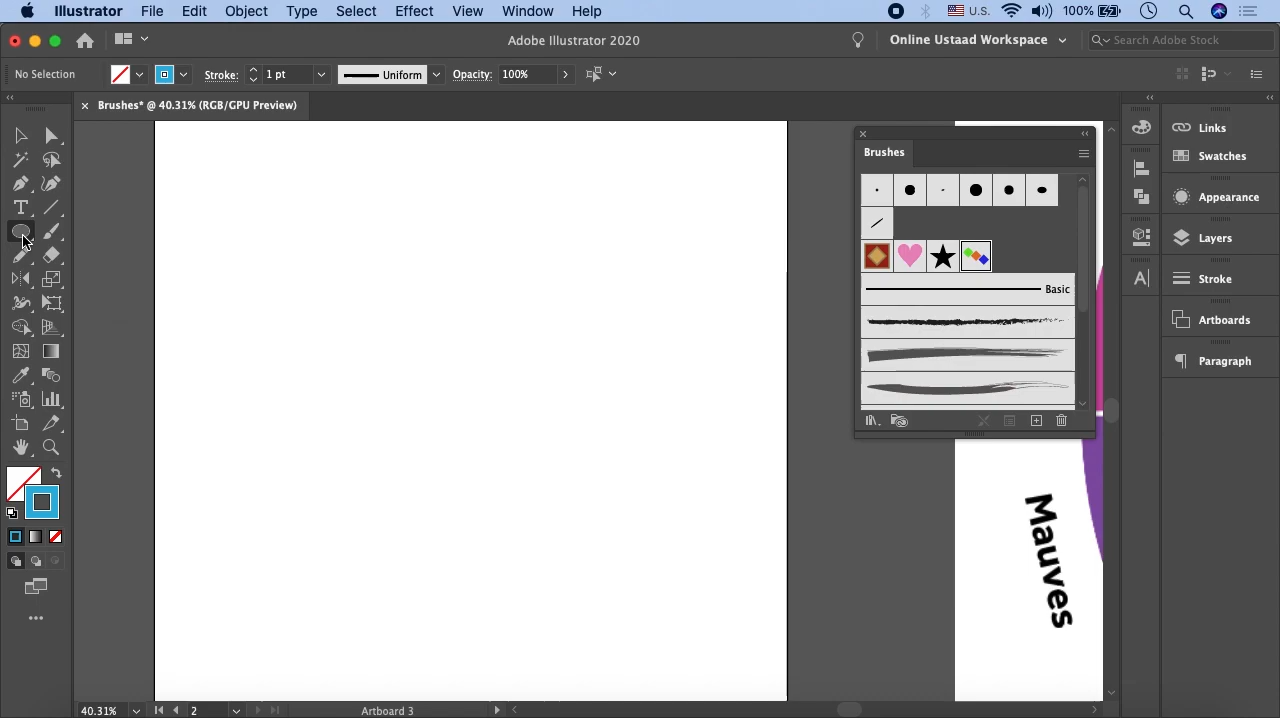 Illustrator File Edit Object Type Select Effect View Window Help U.S. 100%
Adobe Illustrator 2020 Online Ustaad Workspace Search Adobe Stock
No Selection Stroke: 1 pt Uniform Opacity: 100%
Brushes* @ 40.31% (RGB/GPU Preview)
Brushes
Basic
Links
Swatches
Appearance
Layers
Stroke
Artboards
Paragraph
Mauves
40.31% 2 Artboard 3